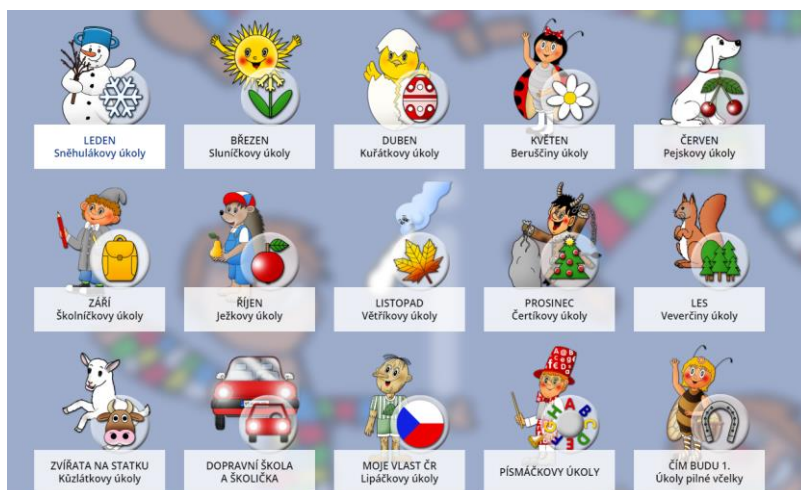 LEDEN
Sněhulákovy úkoly
BŘEZEN
Sluníčkovy úkoly
DUBEN
Kuřátkovy úkoly
KVĚTEN
Beruščiny úkoly
ČERVEN
Pejskovy úkoly
ZÁŘÍ
Školníčkovy úkoly
ŘÍJEN
Ježkovy úkoly
LISTOPAD
Větříkovy úkoly
PROSINEC
Čertíkovy úkoly
LES
Veverčiny úkoly
ZVÍŘATA NA STATKU
Kůzlátkovy úkoly
DOPRAVNÍ ŠKOLA
A ŠKOLIČKA
MOJE VLAST ČR
Lipáčkovy úkoly
PÍSMÁČKOVY ÚKOLY
ČÍM BUDU 1.
Úkoly pilné včelky